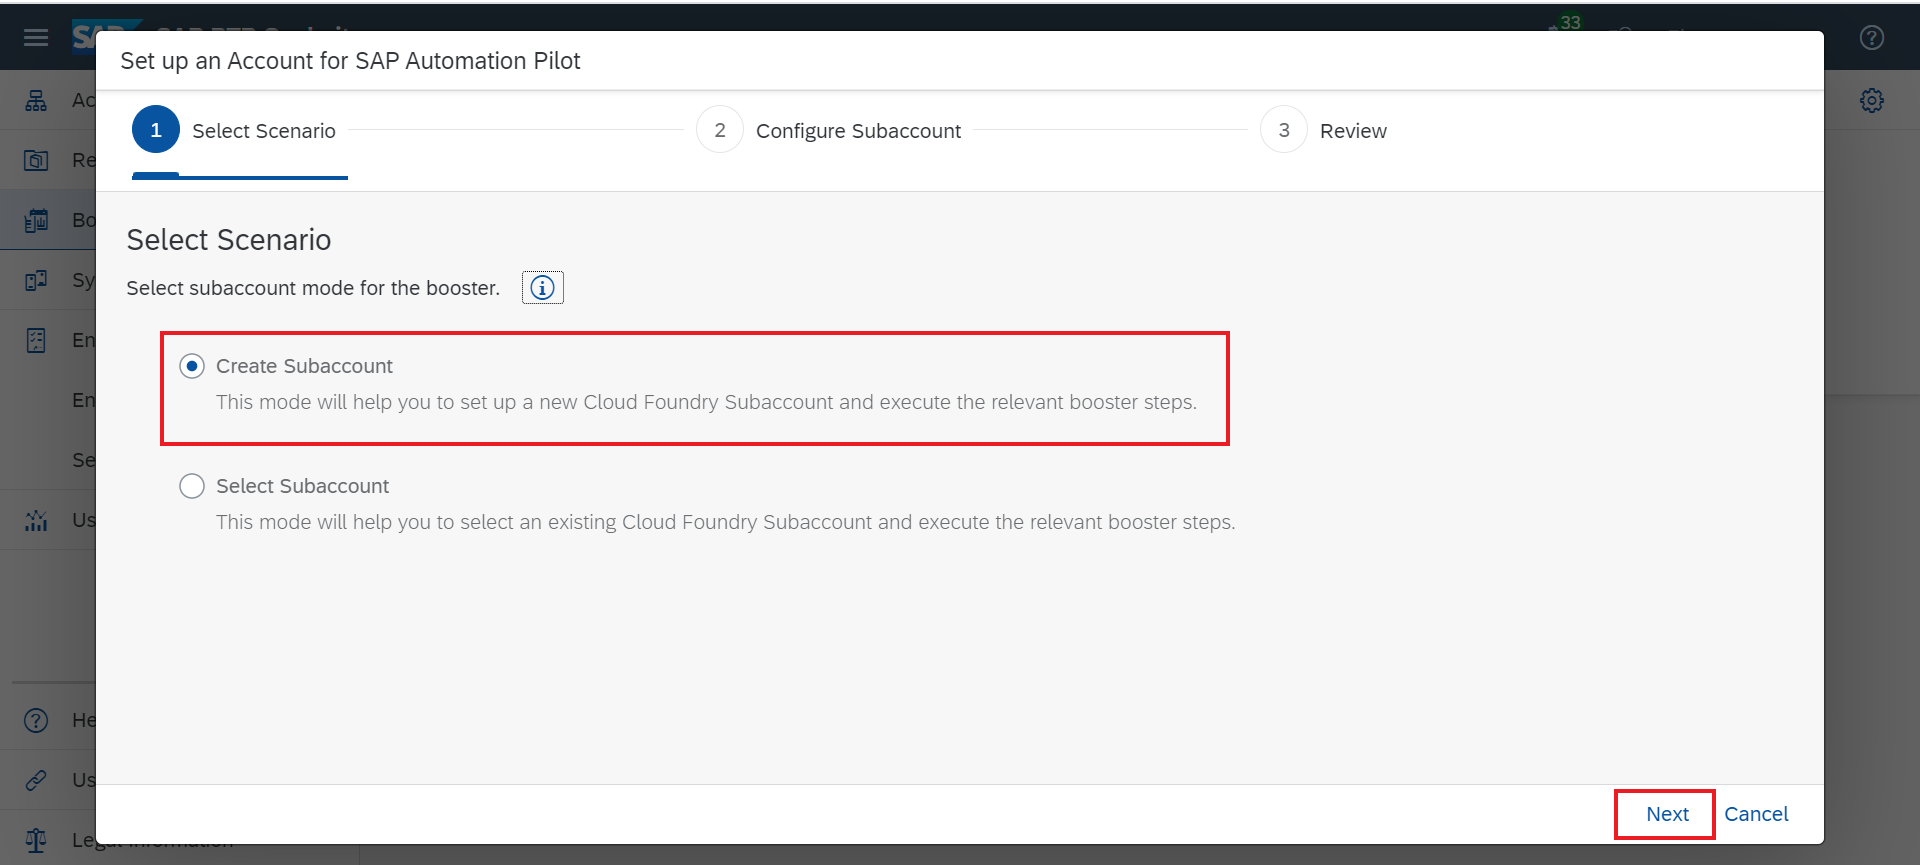 33
Set up an Account for SAP Automation Pilot
1 Select Scenario
2 Configure Subaccount
3 Review
Select Scenario
Select subaccount mode for the booster.
Create Subaccount
This mode will help you to set up a new Cloud Foundry Subaccount and execute the relevant booster steps.
Select Subaccount
This mode will help you to select an existing Cloud Foundry Subaccount and execute the relevant booster steps.
Next Cancel
Ac
Re
Bo
Sy
En
En
Se
Us
He
Us
Legal Information